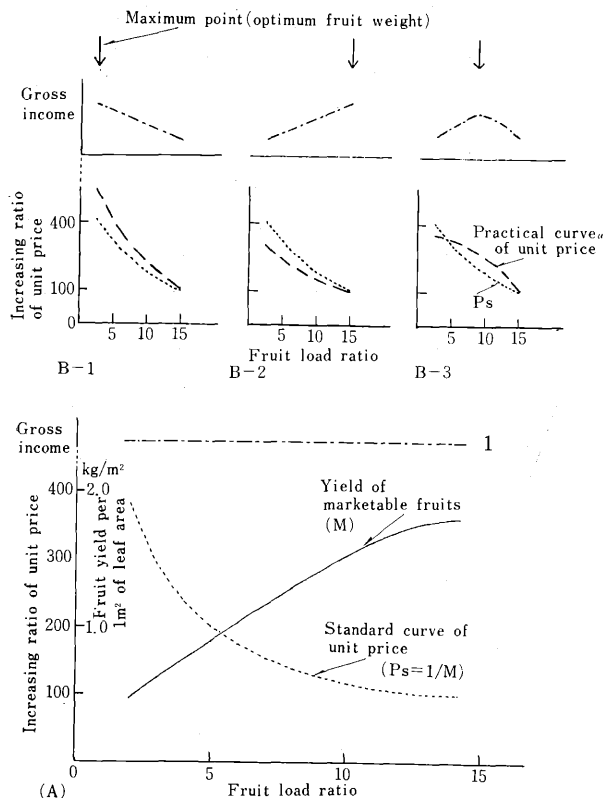 Maximum point(optimum fruit weight)
Gross
income
Increasing ratio
of unit price
400
100
0
5
10
15
5
10
15
5
10
15
Practical curve
of unit price
Ps
Fruit load ratio
B-1
B-2
B-3
Gross
income
1
kg/m²
2.0
1.0
400
300
200
100
0
Increasing ratio of unit price
Fruit yield per
1m² of leaf area
Yield of
marketable fruits
(M)
Standard curve of
unit price
(Ps=1/M)
0
5
10
15
(A)
Fruit load ratio